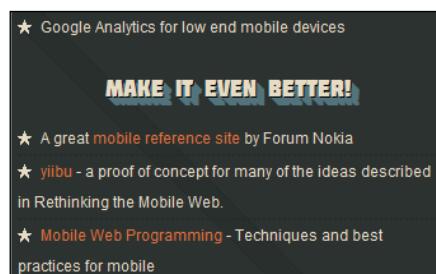 Google Analytics for low end mobile devices
MAKE IT EVEN BETTER!
A great mobile reference site by Forum Nokia
yiibu - a proof of concept for many of the ideas described
in Rethinking the Mobile Web.
Mobile Web Programming - Techniques and best
practices for mobile